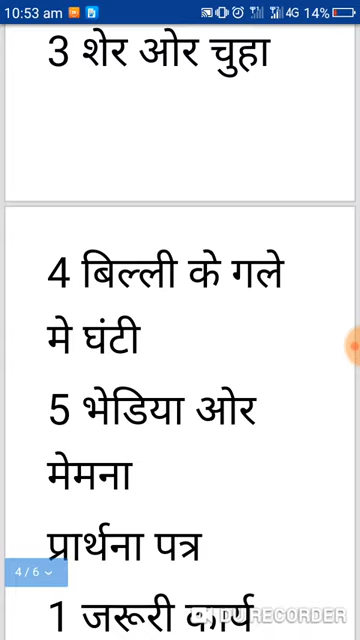 10:53 am 4G 14%
3 शेर ओर चुहा
4 बिल्ली के गले
मे घंटी
5 भेडिया ओर
मेमना
प्रार्थना पत्र
4 / 6
1 जरूरी कार्य
DU RECORDER